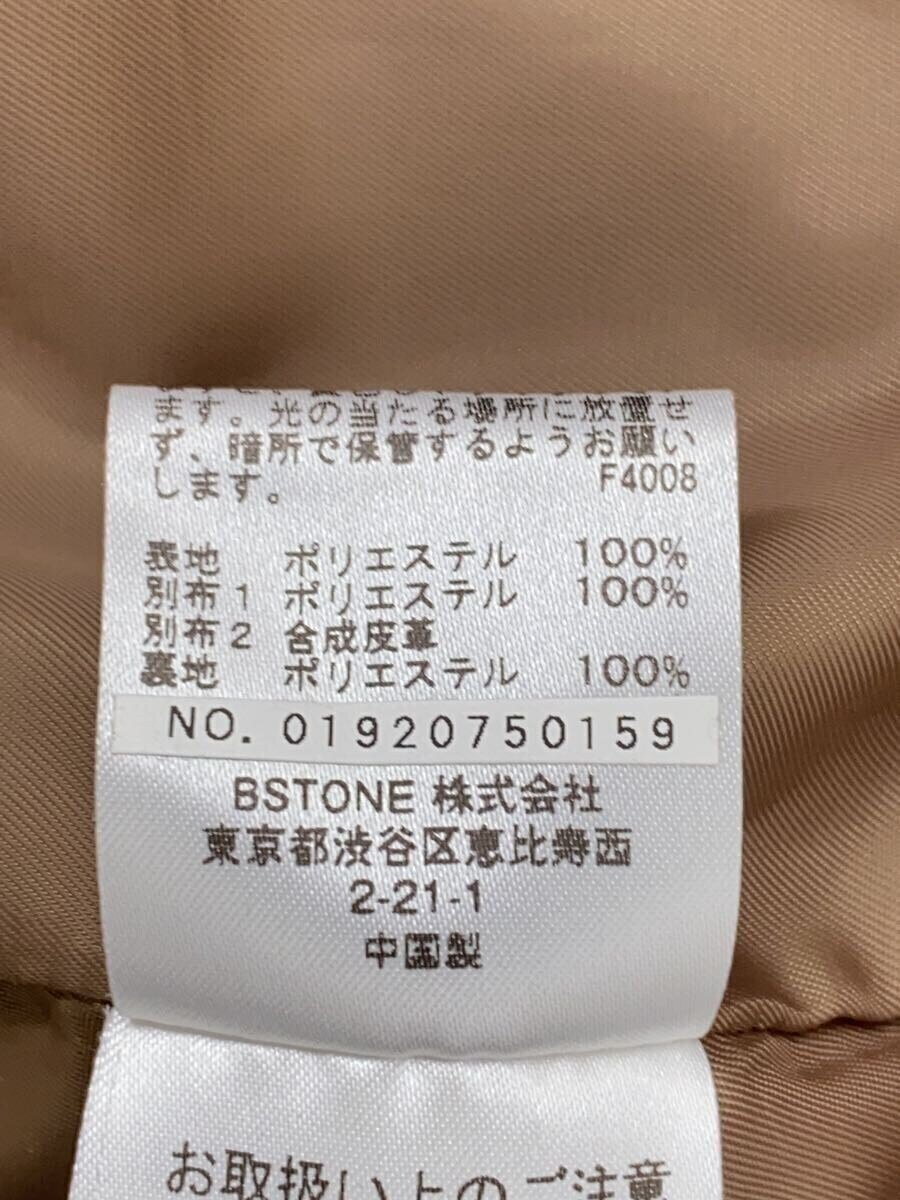 ます。光の当たる場所に放置せ
ず、暗所で保管するようお願い
します。 F4008
表地 ポリエステル 100%
別布1 ポリエステル 100%
別布2 合成皮革
裏地 ポリエステル 100%
NO. 01920750159
BSTONE 株式会社
東京都渋谷区恵比寿西
2-21-1
中国製
お取扱い上のご注意